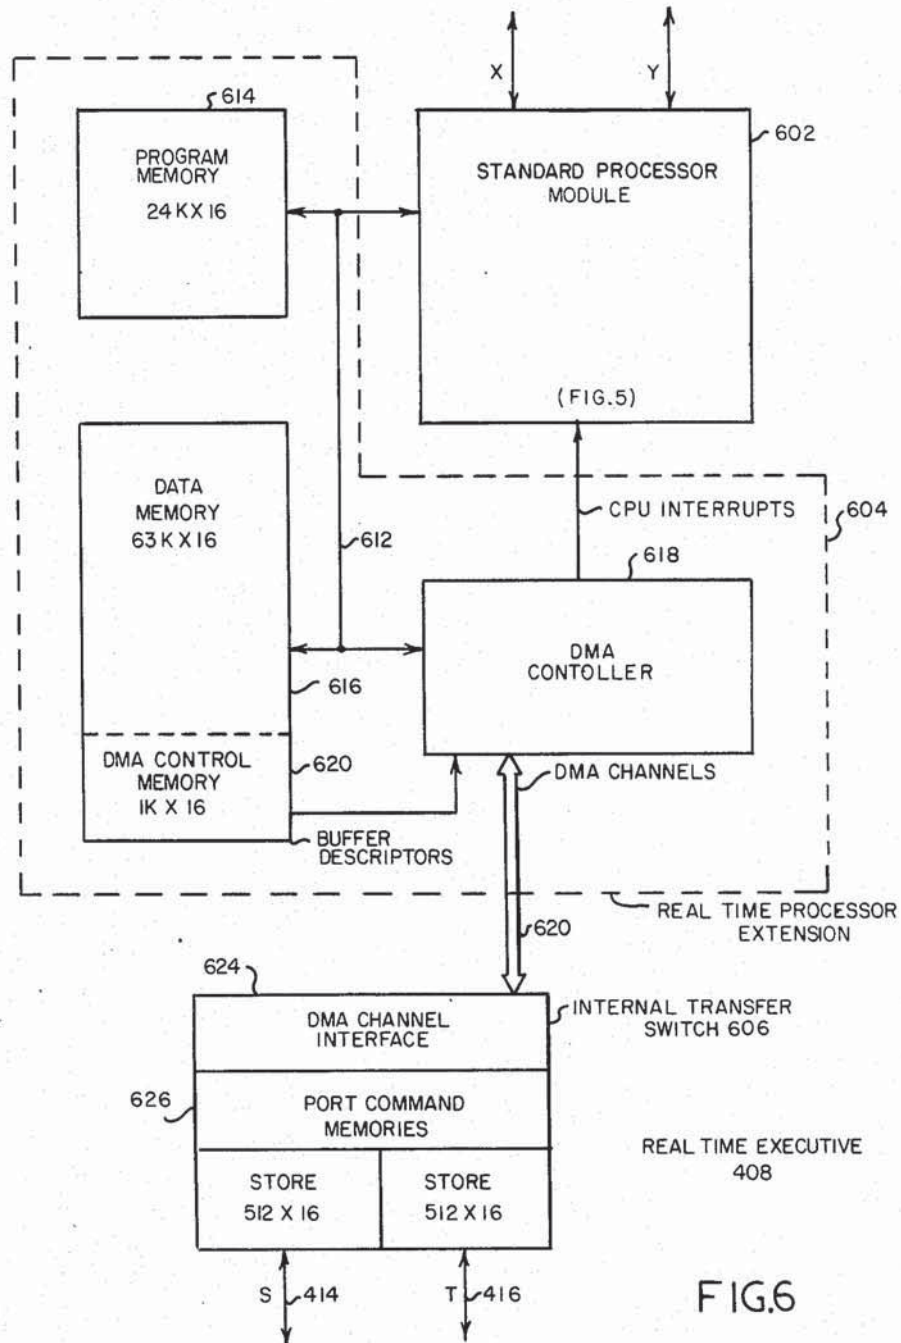 X
Y
614
PROGRAM
MEMORY
24K X 16
602
STANDARD PROCESSOR
MODULE
(FIG.5)
DATA
MEMORY
63K X 16
612
CPU INTERRUPTS
604
618
DMA
CONTOLLER
616
DMA CONTROL
MEMORY
1K X 16
620
BUFFER
DESCRIPTORS
DMA CHANNELS
REAL TIME PROCESSOR
EXTENSION
620
624
DMA CHANNEL
INTERFACE
INTERNAL TRANSFER
SWITCH 606
626
PORT COMMAND
MEMORIES
REAL TIME EXECUTIVE
408
STORE
512 X 16
STORE
512 X 16
S
414
T
416
FIG.6